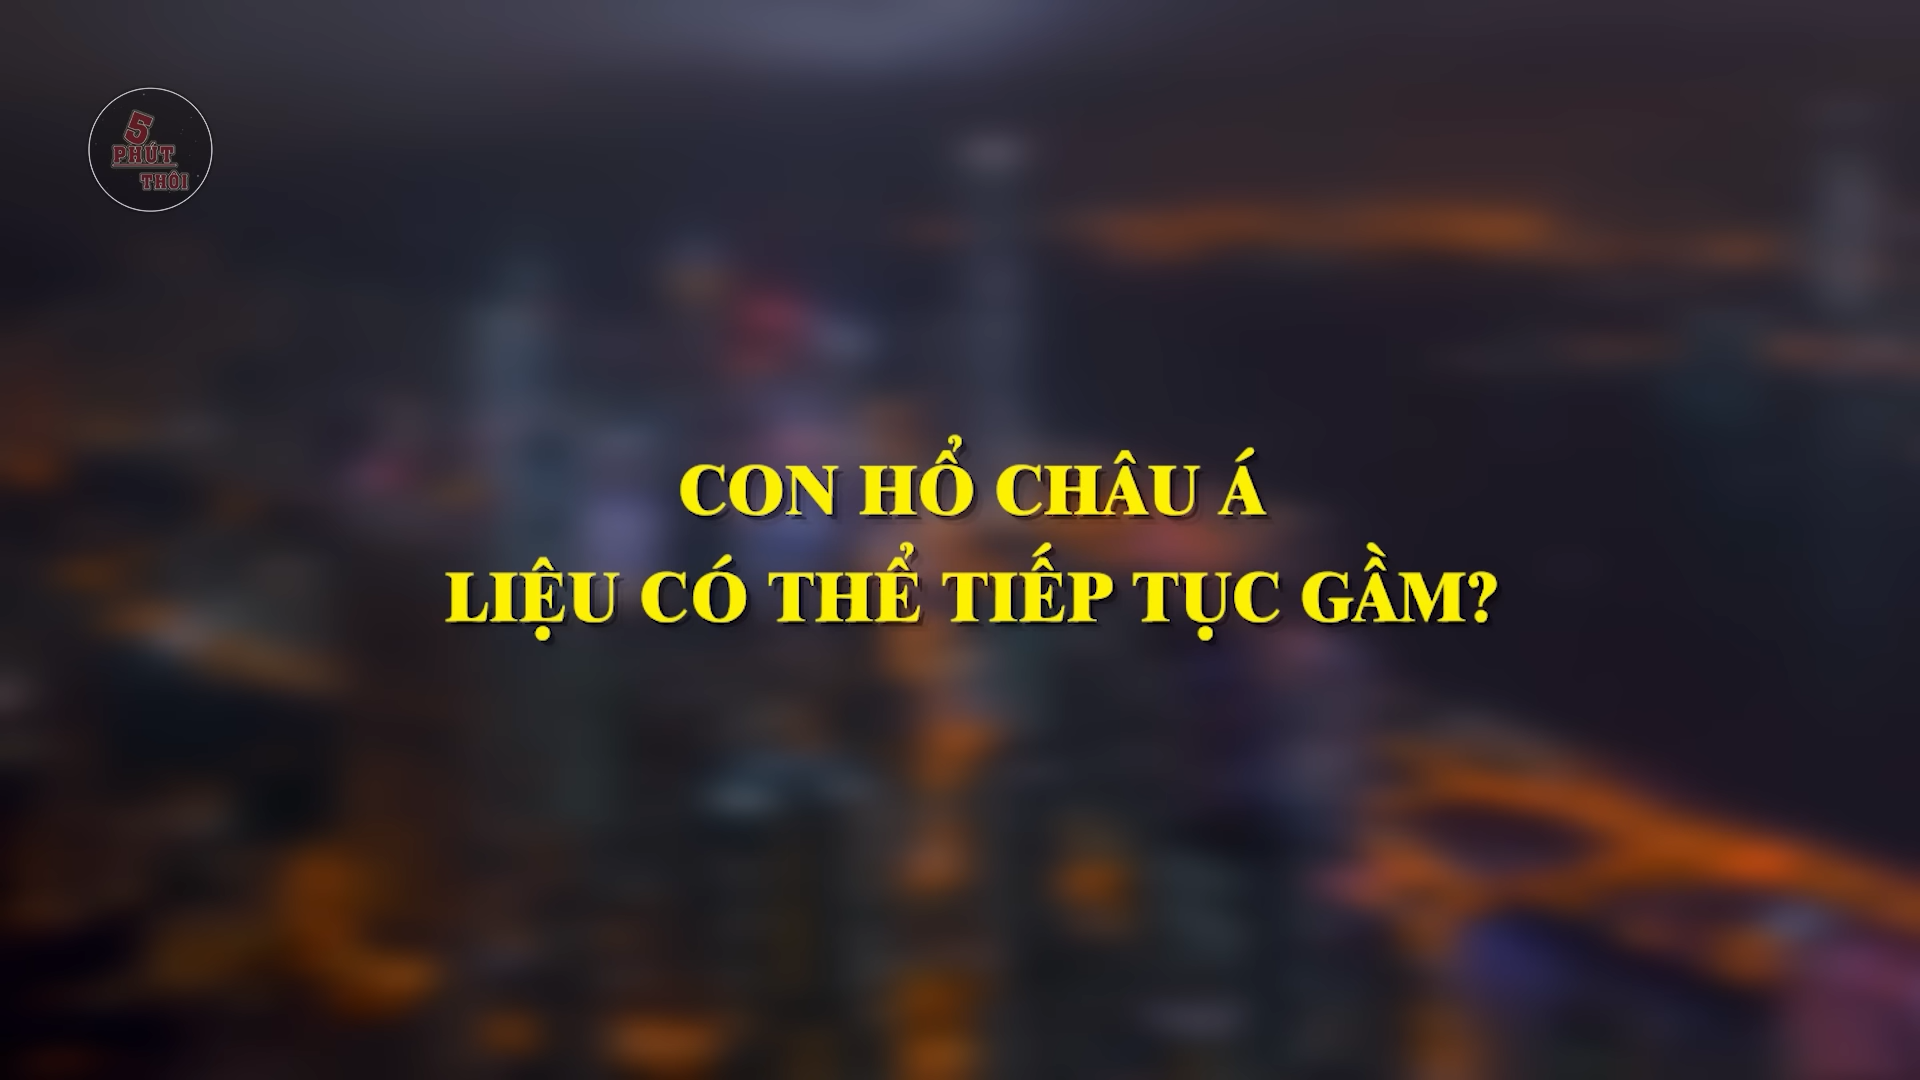 5
PHÚT
THÔI
CON HỔ CHÂU Á
LIỆU CÓ THỂ TIẾP TỤC GẦM?